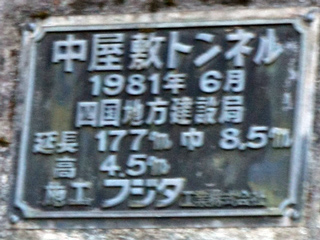 中屋敷トンネル
1981年 6月
四国地方建設局
延長 177m 巾 8.5m
高 4.5m
施工 フジタ工業株式会社